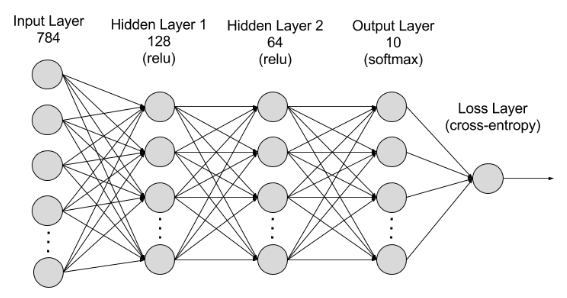 Input Layer
784
Hidden Layer 1
128
(relu)
Hidden Layer 2
64
(relu)
Output Layer
10
(softmax)
Loss Layer
(cross-entropy)